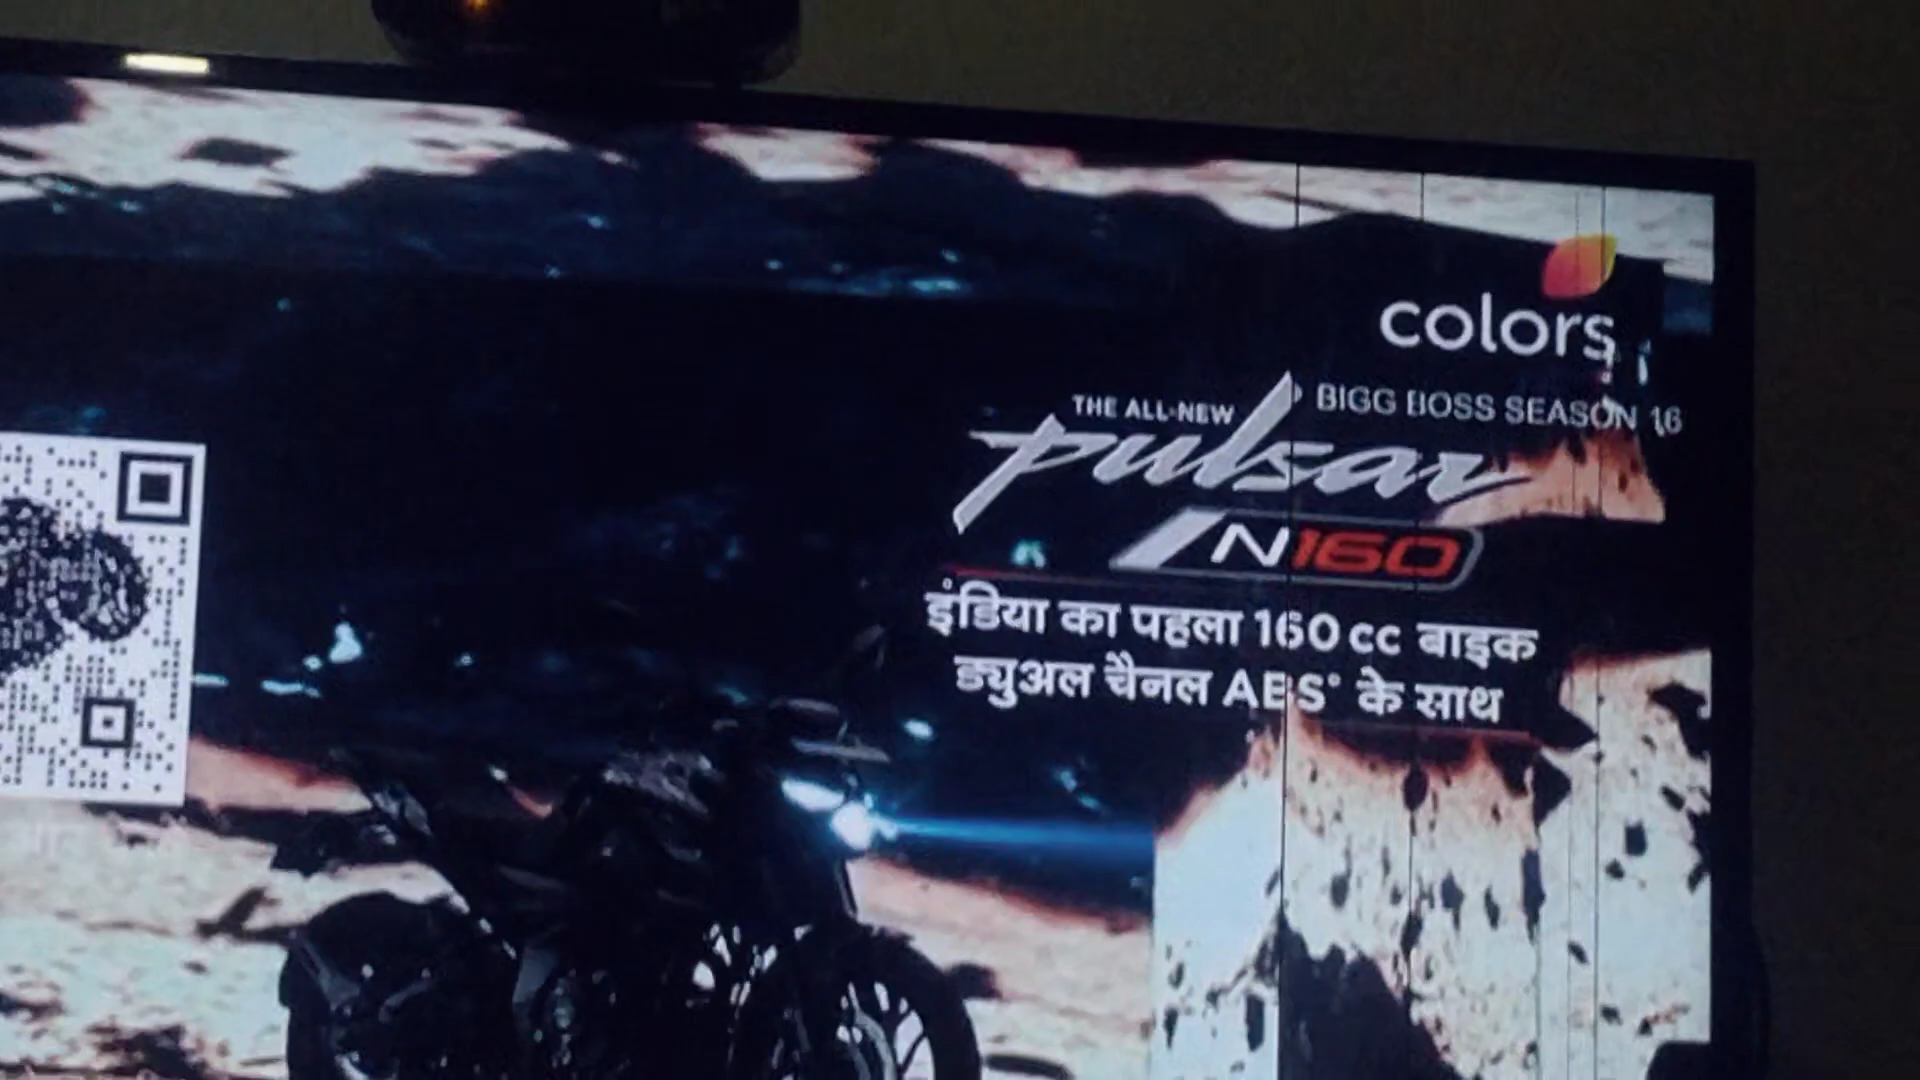 colors
BIGG BOSS SEASON 16
THE ALL-NEW
pulsar
N160
इंडिया का पहला 160 cc बाइक
ड्युअल चैनल ABS* के साथ